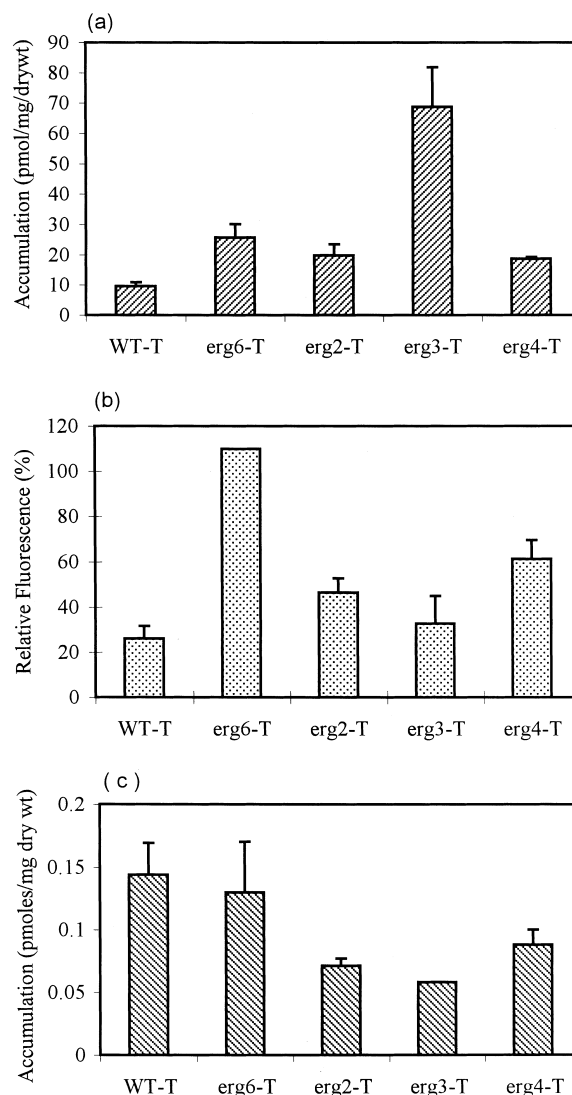 (a)
Accumulation (pmol/mg/drywt)
90
80
70
60
50
40
30
20
10
0
WT-T erg6-T erg2-T erg3-T erg4-T
(b)
Relative Fluorescence (%)
120
100
80
60
40
20
0
WT-T erg6-T erg2-T erg3-T erg4-T
( c )
Accumulation (pmoles/mg dry wt)
0.2
0.15
0.1
0.05
0
WT-T erg6-T erg2-T erg3-T erg4-T